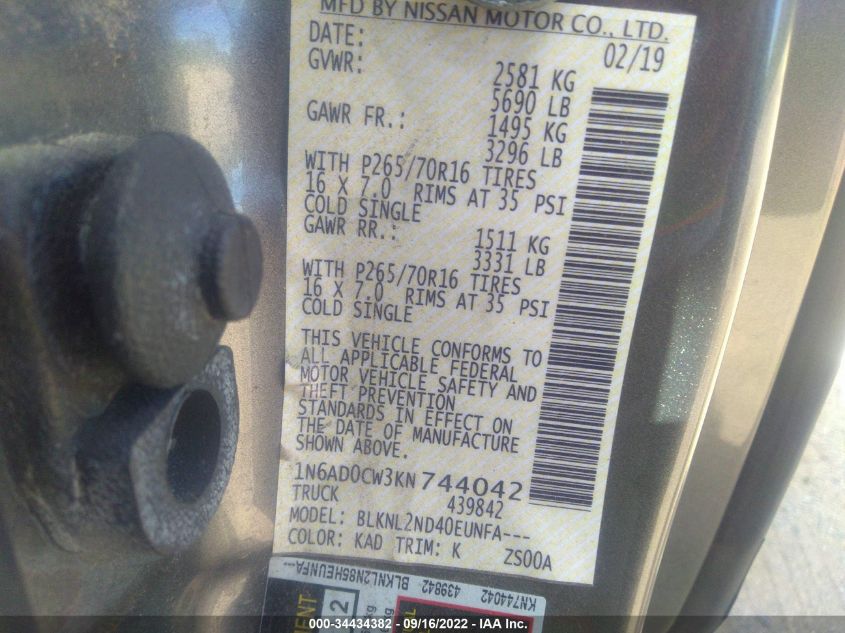 MFD BY NISSAN MOTOR CO., LTD.
DATE: 02/19
GVWR: 2581 KG
5690 LB
GAWR FR.: 1495 KG
3296 LB
WITH P265/70R16 TIRES
16 X 7.0 RIMS AT 35 PSI
COLD SINGLE
GAWR RR.: 1511 KG
3331 LB
WITH P265/70R16 TIRES
16 X 7.0 RIMS AT 35 PSI
COLD SINGLE
THIS VEHICLE CONFORMS TO
ALL APPLICABLE FEDERAL
MOTOR VEHICLE SAFETY AND
THEFT PREVENTION
STANDARDS IN EFFECT ON
THE DATE OF MANUFACTURE
SHOWN ABOVE.
1N6AD0CW3KN744042
TRUCK 439842
MODEL: BLKNL2ND40EUNFA---
COLOR: KAD TRIM: K ZS00A
KN744042
439842
BLKNL2N85HEUNFA---
2
000-34434382 - 09/16/2022 - IAA Inc.